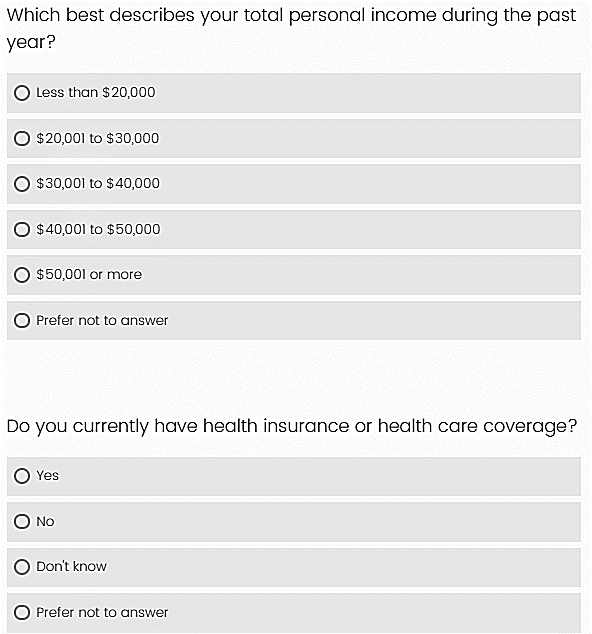 Which best describes your total personal income during the past
year?
Less than $20,000
$20,001 to $30,000
$30,001 to $40,000
$40,001 to $50,000
$50,001 or more
Prefer not to answer
Do you currently have health insurance or health care coverage?
Yes
No
Don't know
Prefer not to answer